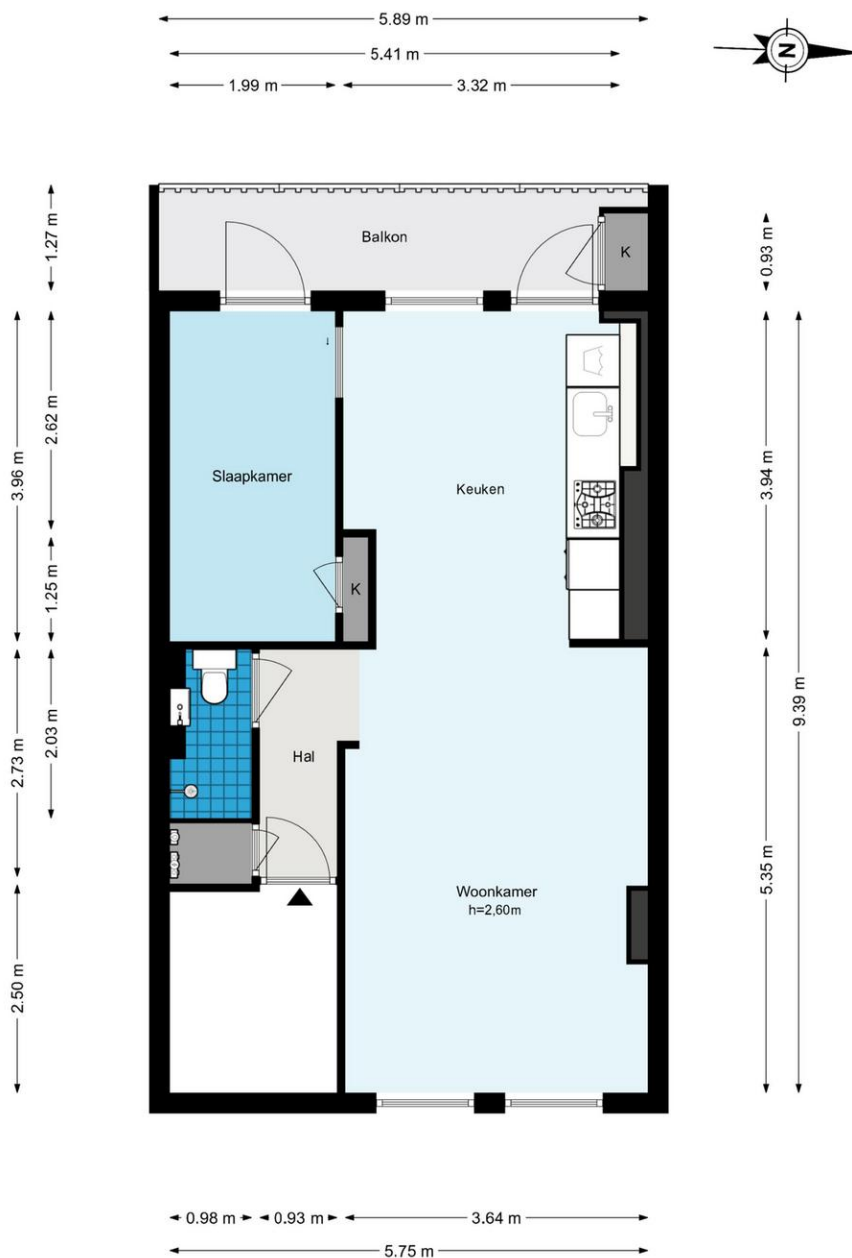 5.89 m
5.41 m
1.99 m
3.32 m
N
1.27 m
0.93 m
Balkon
K
2.62 m
3.96 m
3.94 m
Slaapkamer
Keuken
1.25 m
K
9.39 m
2.03 m
2.73 m
Hal
5.35 m
Woonkamer
h=2,60m
2.50 m
0.98 m
0.93 m
3.64 m
5.75 m